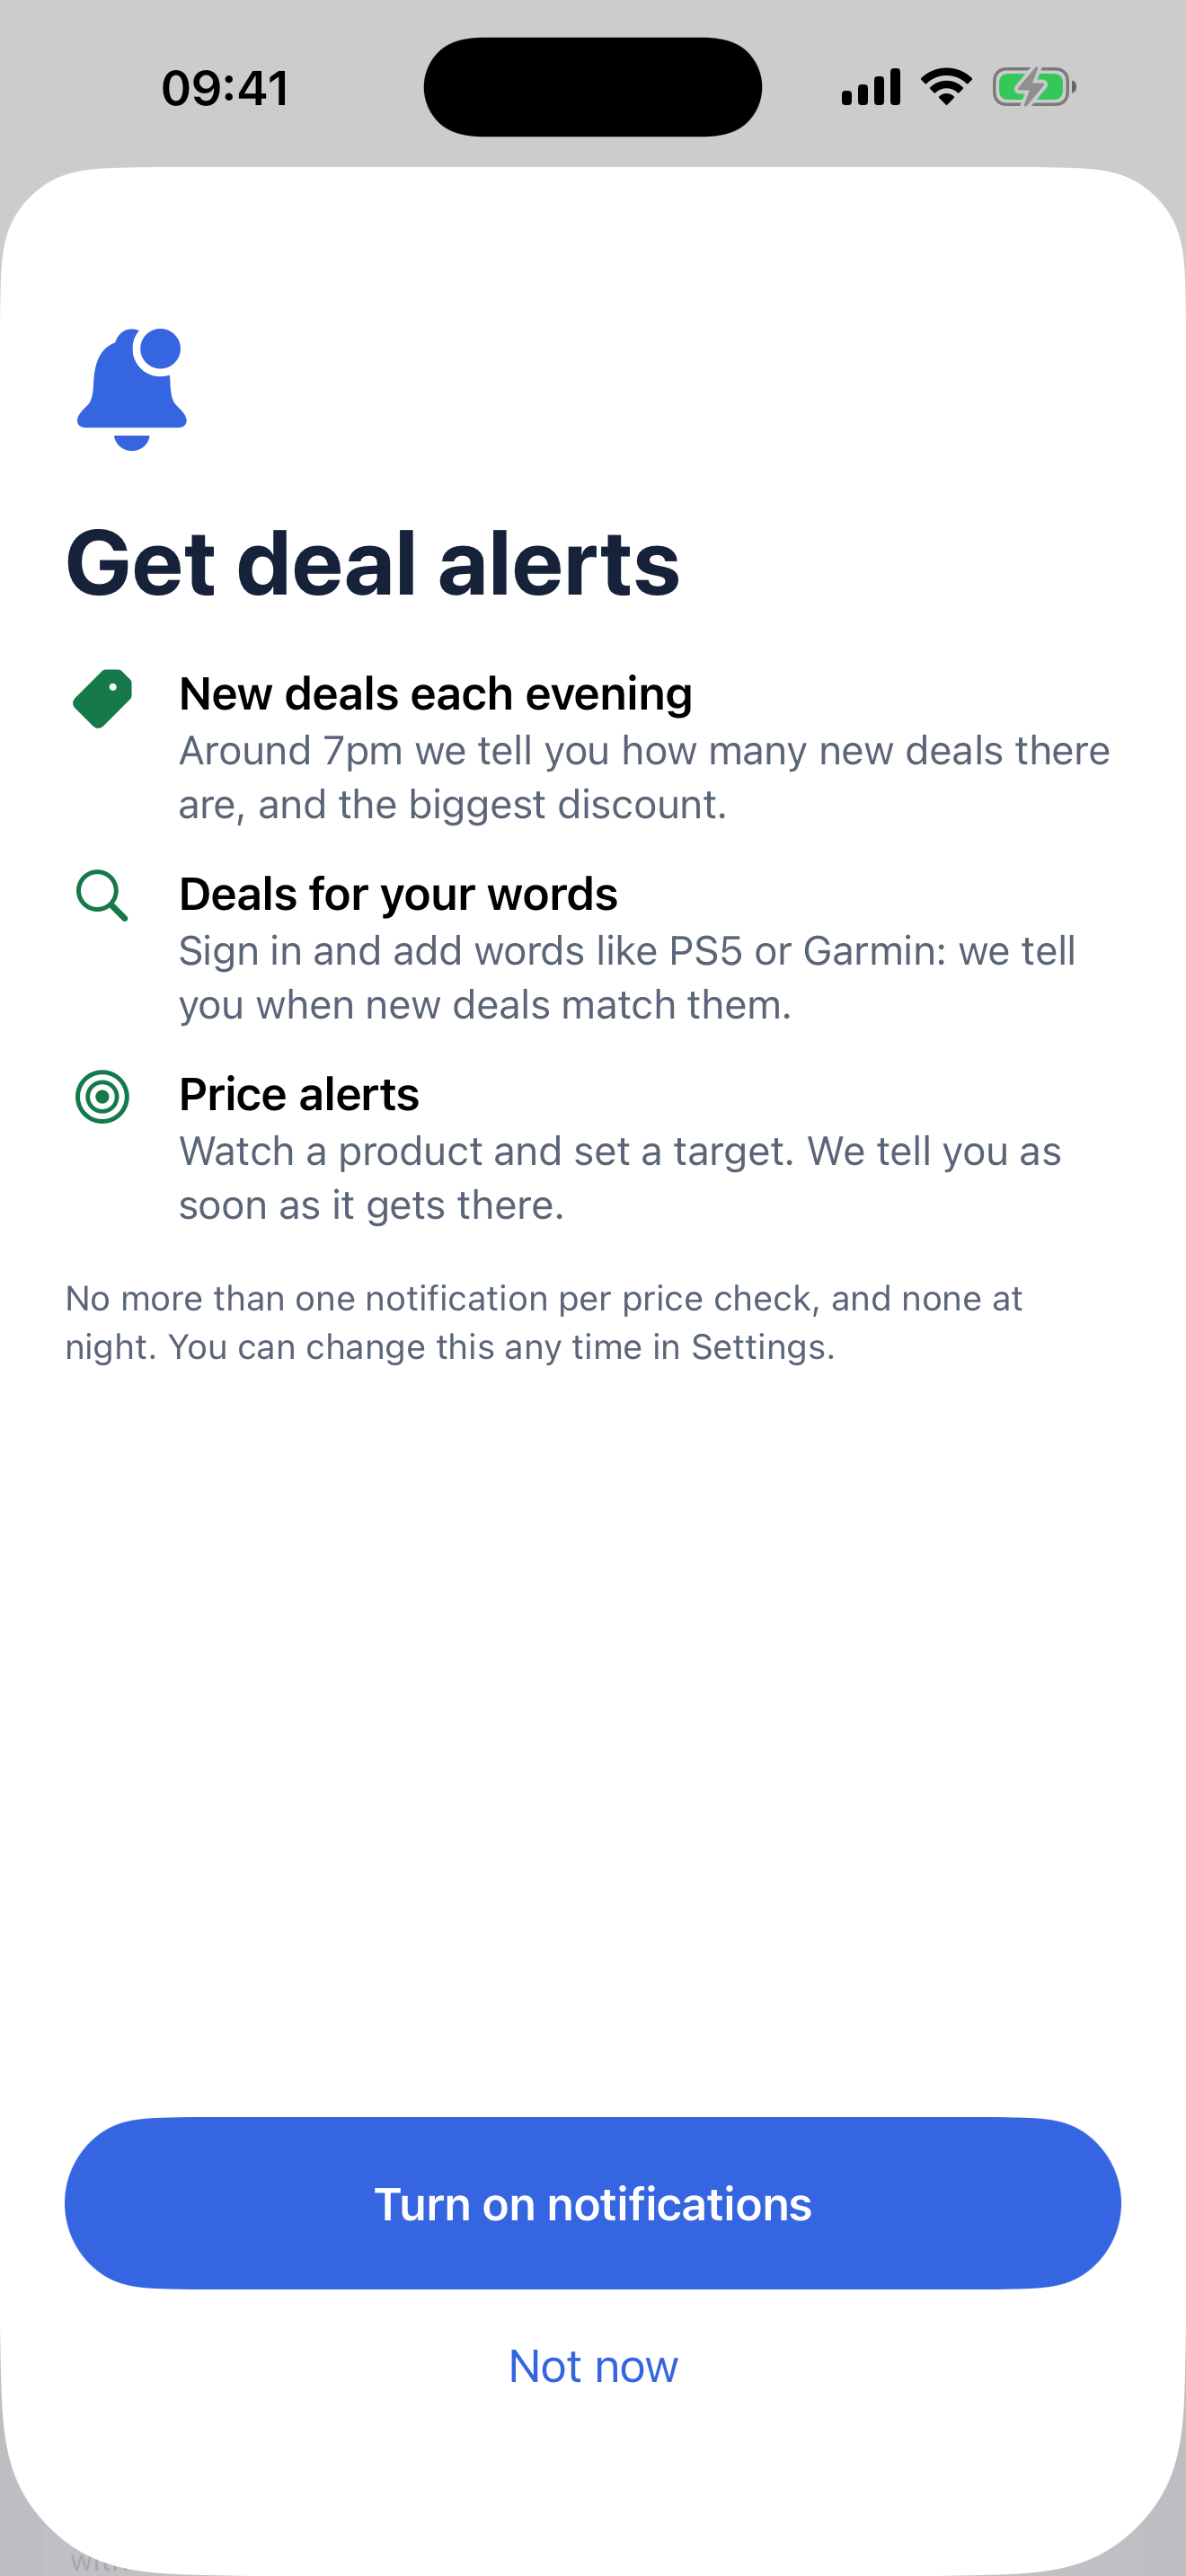 09:41
Get deal alerts
New deals each evening
Around 7pm we tell you how many new deals there
are, and the biggest discount.
Deals for your words
Sign in and add words like PS5 or Garmin: we tell
you when new deals match them.
Price alerts
Watch a product and set a target. We tell you as
soon as it gets there.
No more than one notification per price check, and none at
night. You can change this any time in Settings.
Turn on notifications
Not now